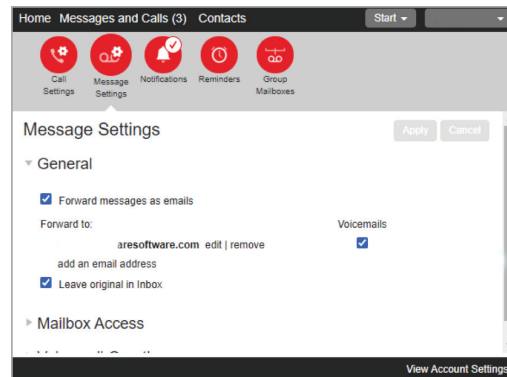 Home Messages and Calls (3) Contacts Start
Call Settings
Message Settings
Notifications
Reminders
Group Mailboxes
Message Settings Apply Cancel
General
Forward messages as emails
Forward to: Voicemails
aresoftware.com edit | remove
add an email address
Leave original in Inbox
Mailbox Access
View Account Settings